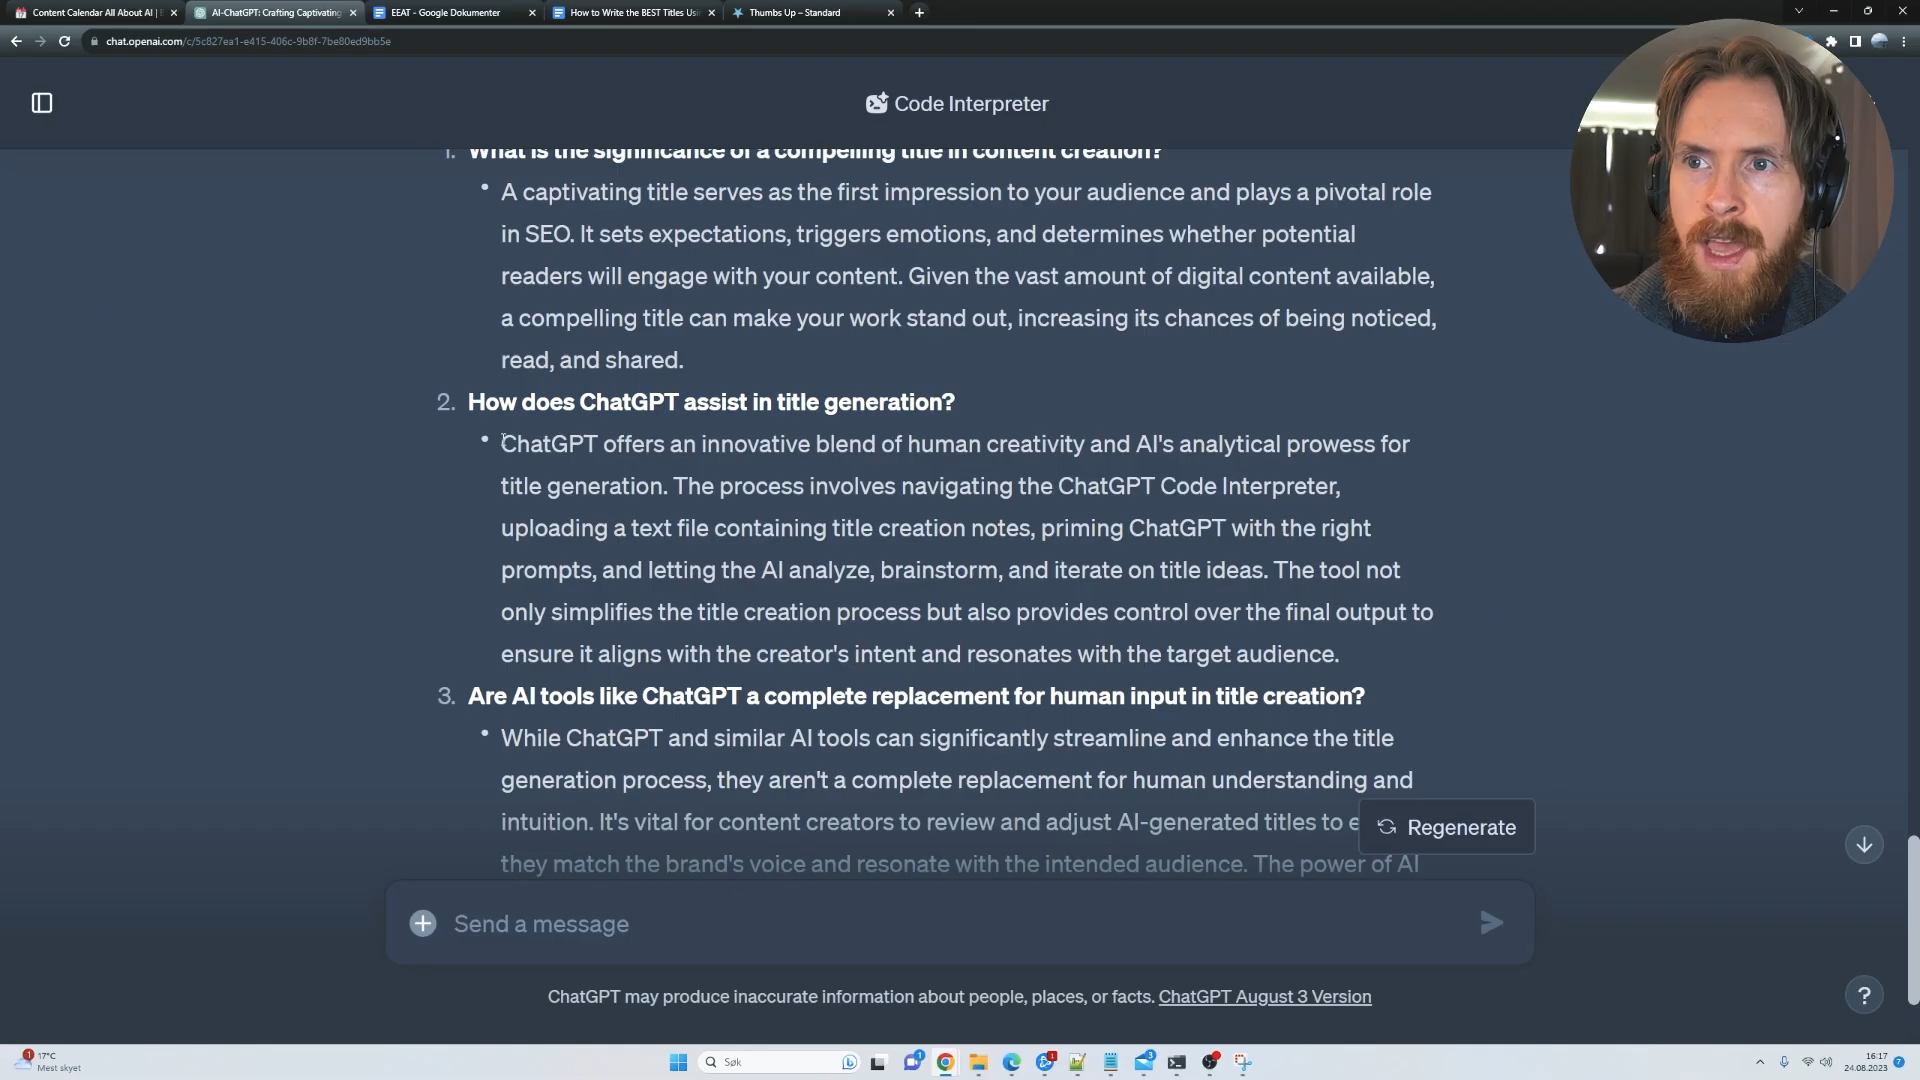 Content Calendar All About AI |
AI-ChatGPT: Crafting Captivating
EEAT - Google Dokumenter
How to Write the BEST Titles Usi
Thumbs Up – Standard
chat.openai.com/c/5c827ea1-e415-406c-9b8f-7be80ed9bb5e
Code Interpreter
1. What is the significance of a compelling title in content creation?
• A captivating title serves as the first impression to your audience and plays a pivotal role
in SEO. It sets expectations, triggers emotions, and determines whether potential
readers will engage with your content. Given the vast amount of digital content available,
a compelling title can make your work stand out, increasing its chances of being noticed,
read, and shared.
2. How does ChatGPT assist in title generation?
• ChatGPT offers an innovative blend of human creativity and AI's analytical prowess for
title generation. The process involves navigating the ChatGPT Code Interpreter,
uploading a text file containing title creation notes, priming ChatGPT with the right
prompts, and letting the AI analyze, brainstorm, and iterate on title ideas. The tool not
only simplifies the title creation process but also provides control over the final output to
ensure it aligns with the creator's intent and resonates with the target audience.
3. Are AI tools like ChatGPT a complete replacement for human input in title creation?
• While ChatGPT and similar AI tools can significantly streamline and enhance the title
generation process, they aren't a complete replacement for human understanding and
intuition. It's vital for content creators to review and adjust AI-generated titles to e
they match the brand's voice and resonate with the intended audience. The power of AI
Regenerate
Send a message
ChatGPT may produce inaccurate information about people, places, or facts. ChatGPT August 3 Version
?
1
17°C
Mest skyet
Søk
1
1
3
16:17
24.08.2023
7